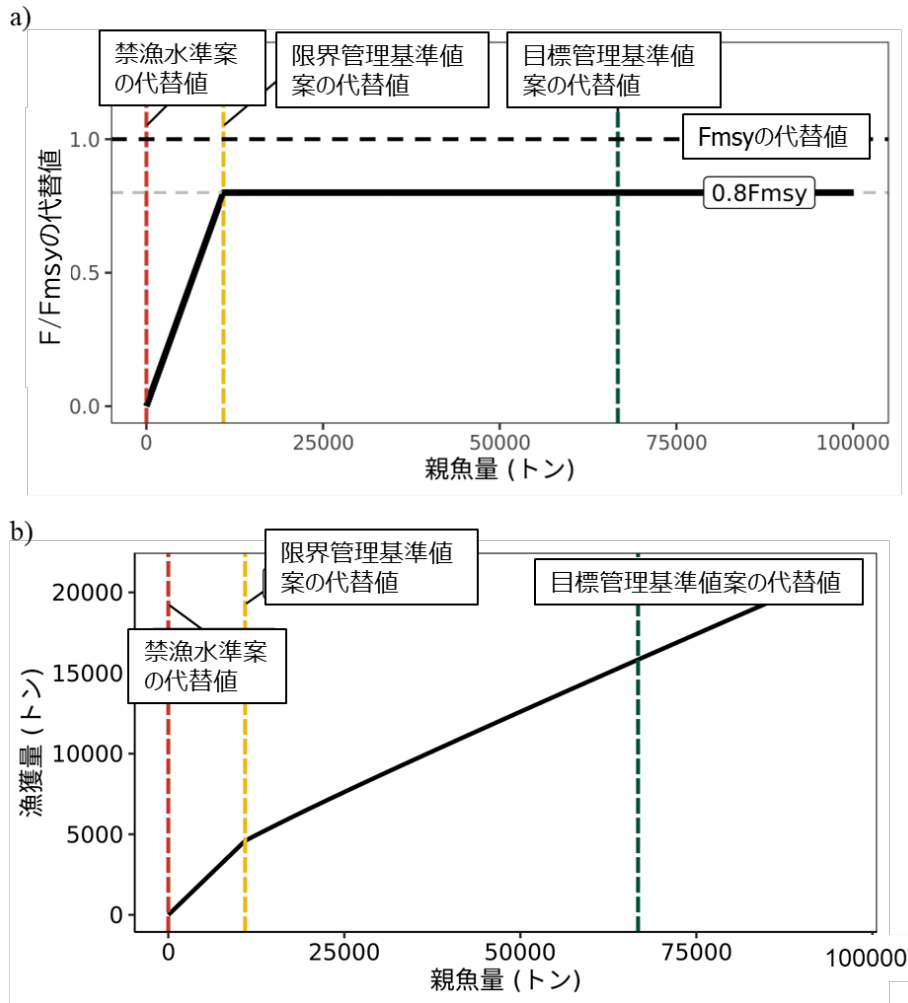 a)
禁漁水準案
の代替値
限界管理基準値
案の代替値
目標管理基準値
案の代替値
Fmsyの代替値
0.8Fmsy
F/Fmsyの代替値
1.0
0.5
0.0
0
25000
50000
75000
100000
親魚量 (トン)
b)
限界管理基準値
案の代替値
目標管理基準値案の代替値
禁漁水準案
の代替値
漁獲量 (トン)
20000
15000
10000
5000
0
0
25000
50000
75000
100000
親魚量 (トン)